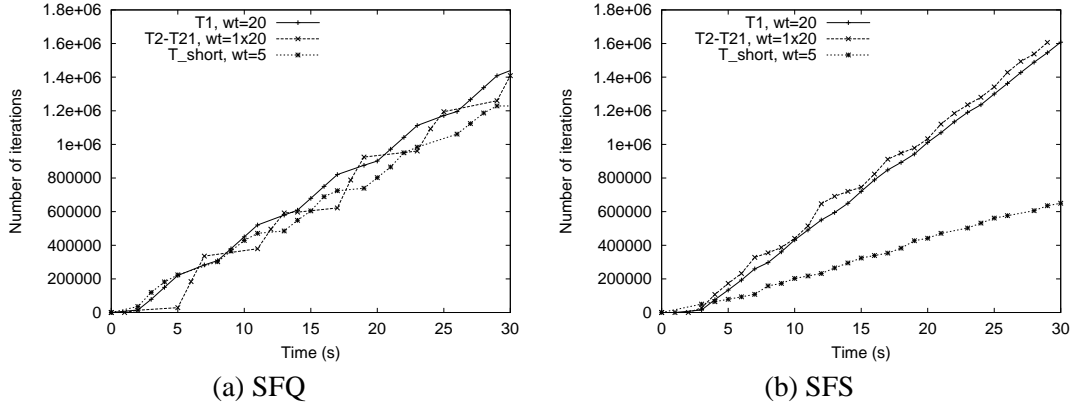 T1, wt=20
T2-T21, wt=1x20
T_short, wt=5
1.8e+06
1.6e+06
1.4e+06
1.2e+06
1e+06
800000
600000
400000
200000
0
Number of iterations
0 5 10 15 20 25 30
Time (s)
(a) SFQ
T1, wt=20
T2-T21, wt=1x20
T_short, wt=5
1.8e+06
1.6e+06
1.4e+06
1.2e+06
1e+06
800000
600000
400000
200000
0
Number of iterations
0 5 10 15 20 25 30
Time (s)
(b) SFS